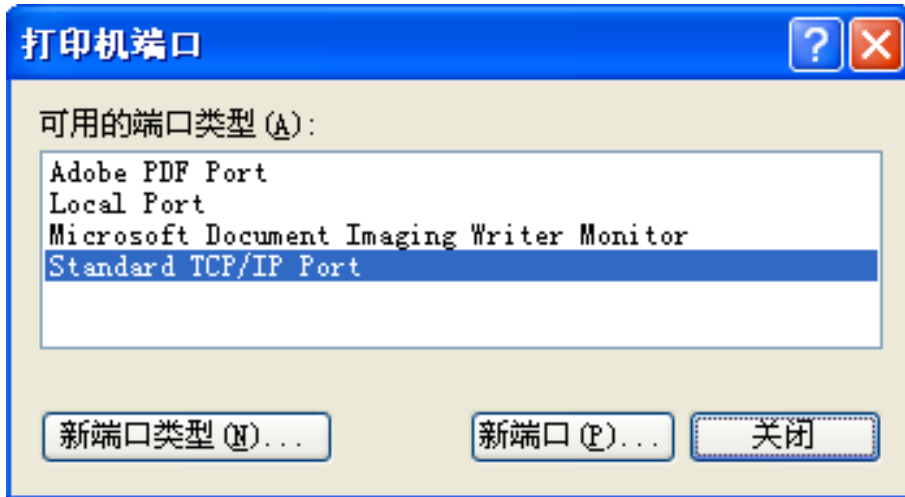 打印机端口
可用的端口类型(A):
Adobe PDF Port
Local Port
Microsoft Document Imaging Writer Monitor
Standard TCP/IP Port
新端口类型(N)... 新端口(P)... 关闭